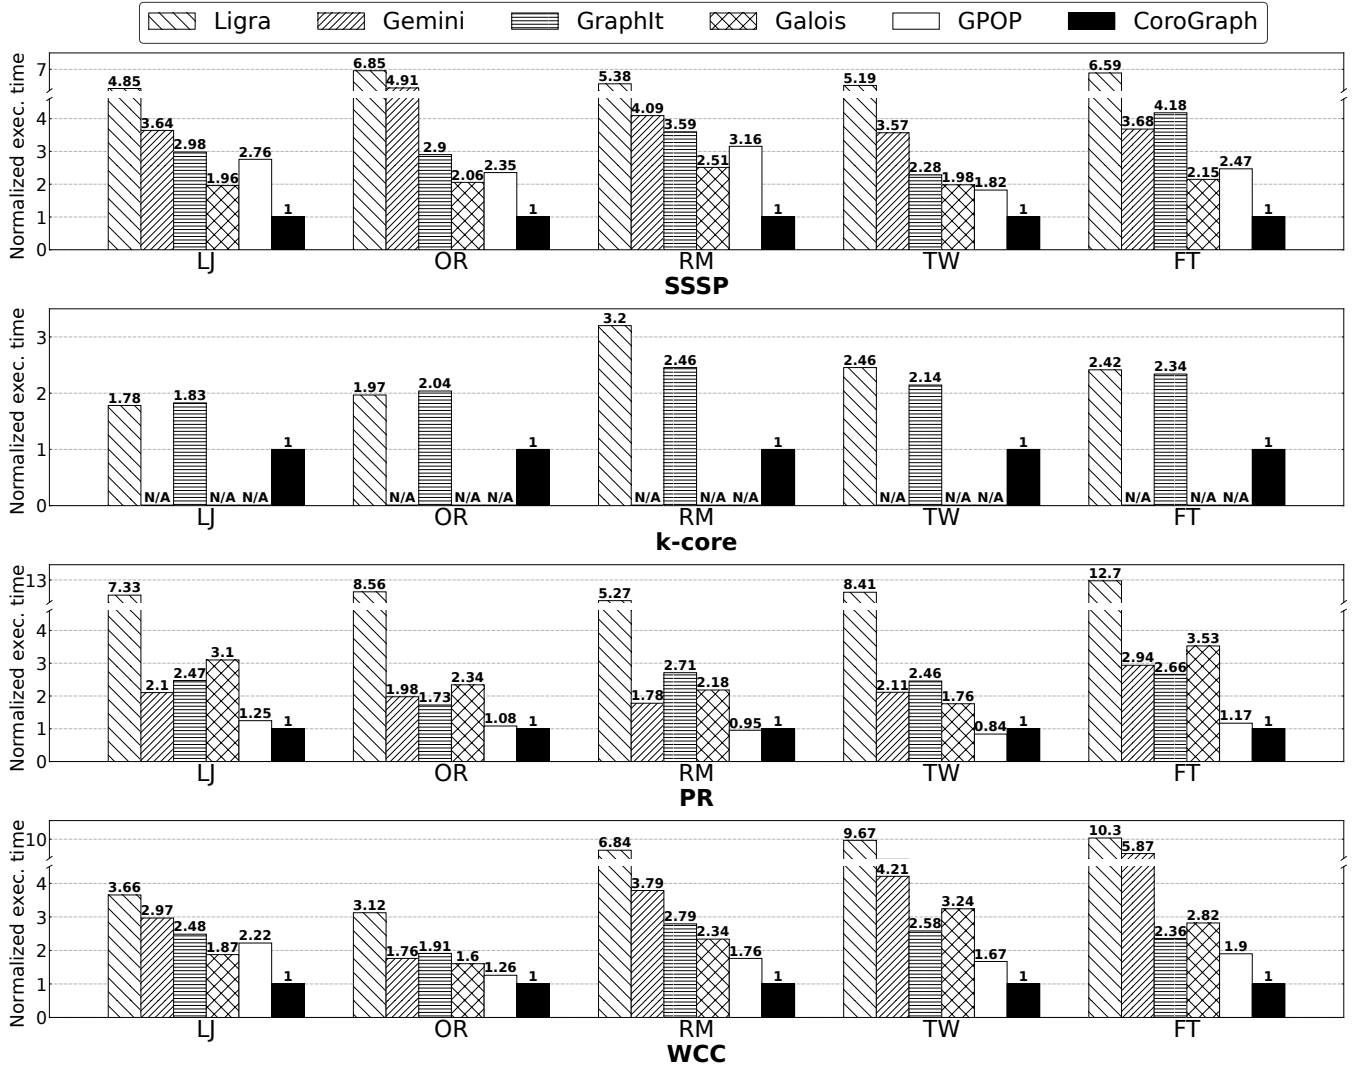 Ligra Gemini GraphIt Galois GPOP CoroGraph
Normalized exec. time
7
4
3
2
1
0
4.85 3.64 2.98 1.96 2.76 1
6.85 4.91 2.9 2.06 2.35 1
5.38 4.09 3.59 2.51 3.16 1
5.19 3.57 2.28 1.98 1.82 1
6.59 3.68 4.18 2.15 2.47 1
LJ OR RM TW FT
SSSP
Normalized exec. time
3
2
1
0
1.78 N/A 1.83 N/A N/A 1
1.97 N/A 2.04 N/A N/A 1
3.2 N/A 2.46 N/A N/A 1
2.46 N/A 2.14 N/A N/A 1
2.42 N/A 2.34 N/A N/A 1
LJ OR RM TW FT
k-core
Normalized exec. time
13
4
3
2
1
0
7.33 2.1 2.47 3.1 1.25 1
8.56 1.98 1.73 2.34 1.08 1
5.27 1.78 2.71 2.18 0.95 1
8.41 2.11 2.46 1.76 0.84 1
12.7 2.94 2.66 3.53 1.17 1
LJ OR RM TW FT
PR
Normalized exec. time
10
4
3
2
1
0
3.66 2.97 2.48 1.87 2.22 1
3.12 1.76 1.91 1.6 1.26 1
6.84 3.79 2.79 2.34 1.76 1
9.67 4.21 2.58 3.24 1.67 1
10.3 5.87 2.36 2.82 1.9 1
LJ OR RM TW FT
WCC